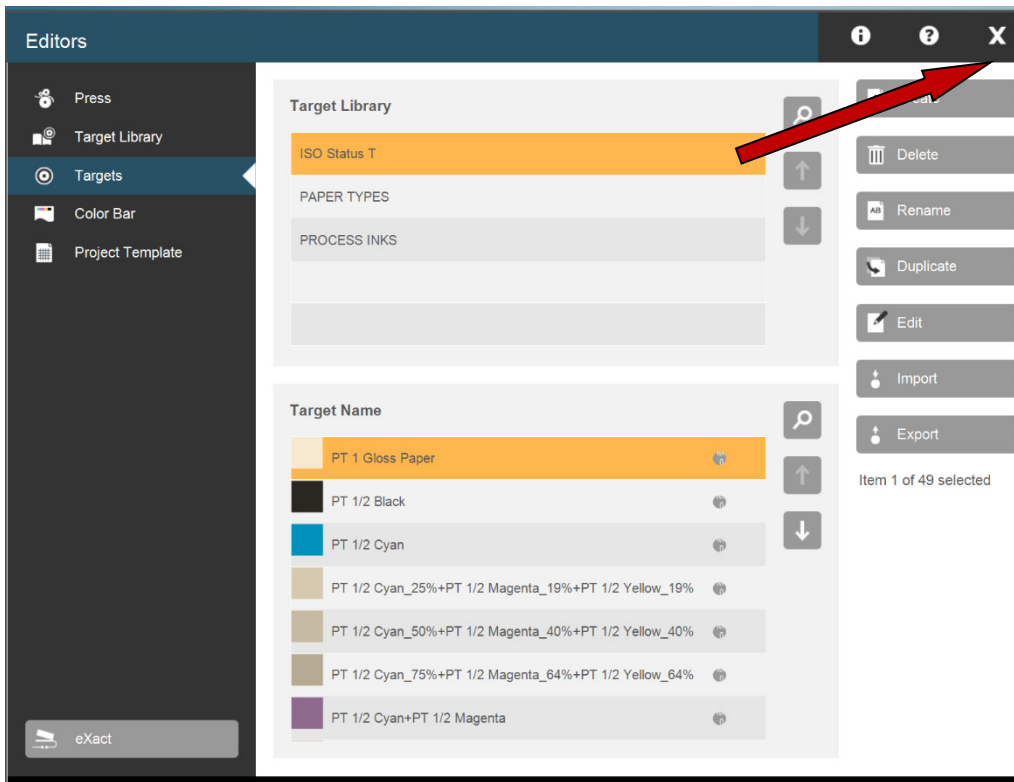 Editors
X
Press
Target Library
Targets
Color Bar
Project Template
eXact
Target Library
ISO Status T
PAPER TYPES
PROCESS INKS
Target Name
PT 1 Gloss Paper
PT 1/2 Black
PT 1/2 Cyan
PT 1/2 Cyan_25%+PT 1/2 Magenta_19%+PT 1/2 Yellow_19%
PT 1/2 Cyan_50%+PT 1/2 Magenta_40%+PT 1/2 Yellow_40%
PT 1/2 Cyan_75%+PT 1/2 Magenta_64%+PT 1/2 Yellow_64%
PT 1/2 Cyan+PT 1/2 Magenta
Delete
AB Rename
Duplicate
Edit
Import
Export
Item 1 of 49 selected